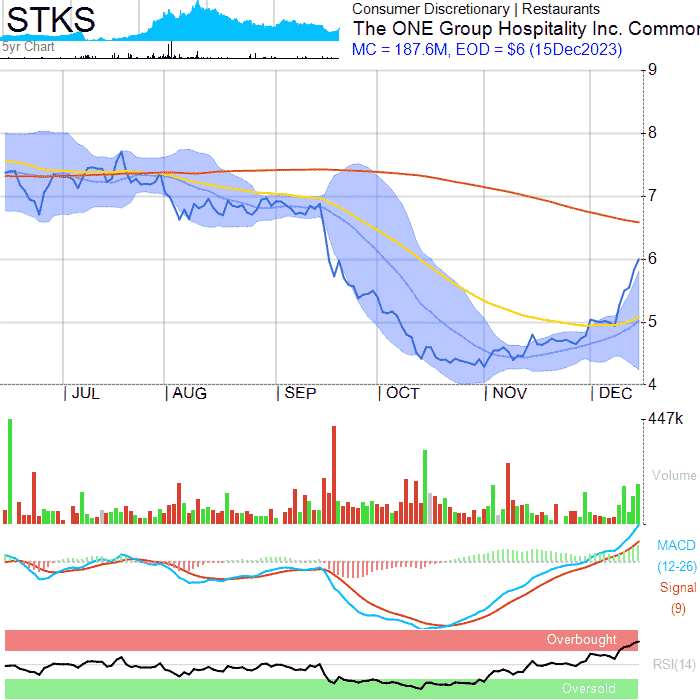 STKS
5yr Chart
Consumer Discretionary | Restaurants
The ONE Group Hospitality Inc. Common
MC = 187.6M, EOD = $6 (15Dec2023)
9
8
7
6
5
4
JUL AUG SEP OCT NOV DEC
447k
Volume
MACD
(12-26)
Signal
(9)
Overbought
RSI(14)
Oversold